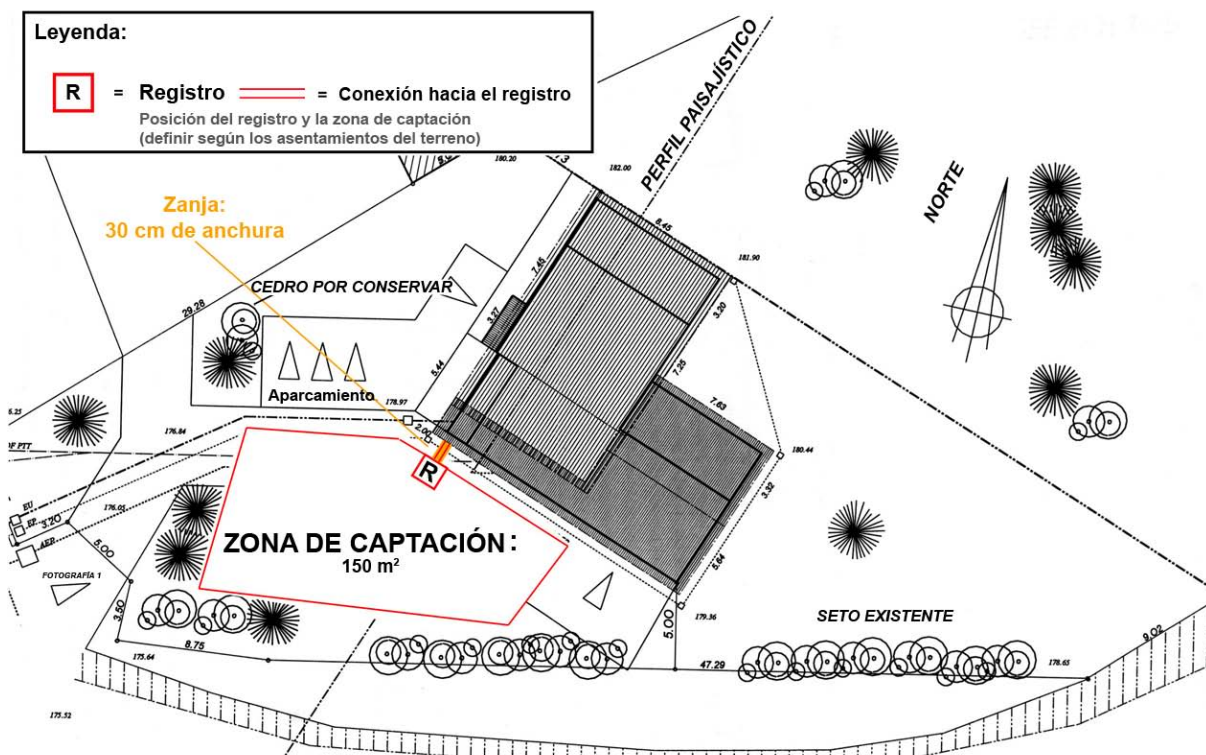 Leyenda:
R = Registro = Conexión hacia el registro
Posición del registro y la zona de captación
(definir según los asentamientos del terreno)
180.20
182.00
PERFIL PAISAJÍSTICO
Zanja:
30 cm de anchura
8.45
181.90
NORTE
7.45
3.20
CEDRO POR CONSERVAR
29.28
3.27
5.44
7.25
Aparcamiento
178.97
7.63
2.00
176.84
180.44
R
EU
EP
AEP
3.20
176.05
3.32
5.00
ZONA DE CAPTACIÓN:
150 m²
5.64
FOTOGRAFÍA 1
3.50
179.36
SETO EXISTENTE
5.00
9.02
8.75
175.64
47.29
178.65
175.52